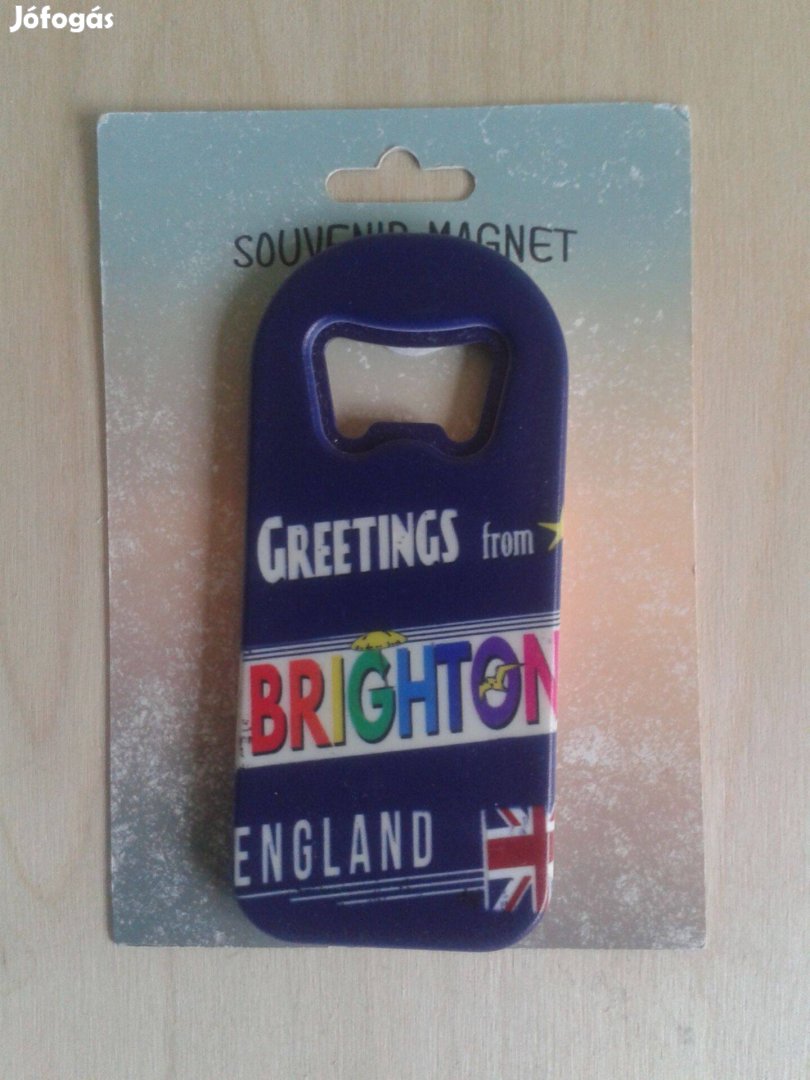 Jófogás
SOUVENIR MAGNET
GREETINGS from
BRIGHTON
ENGLAND